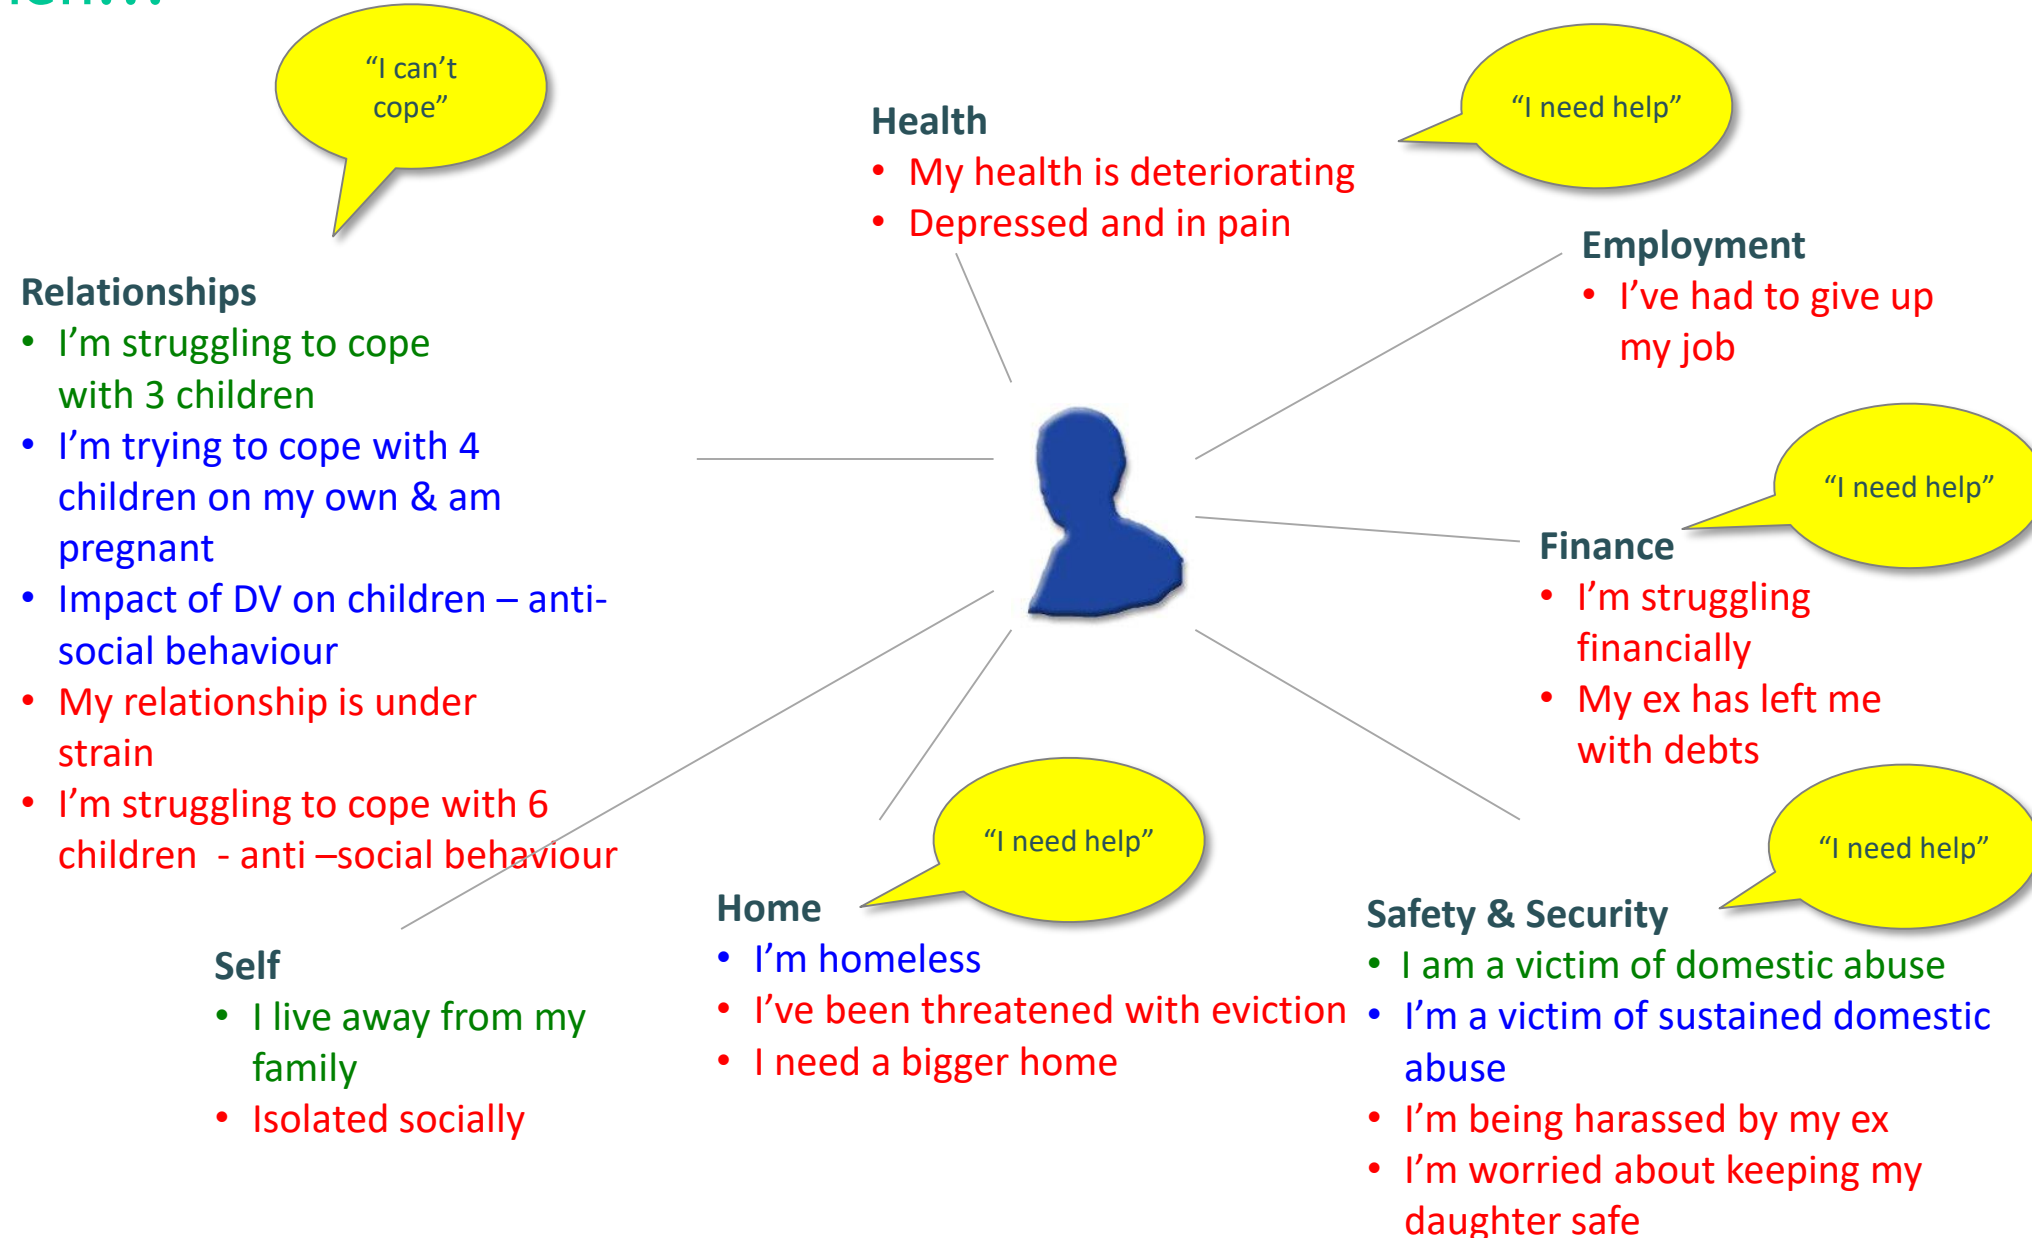 “I can’t
cope”
Health
• My health is deteriorating
• Depressed and in pain
“I need help”
Employment
• I’ve had to give up
my job
Relationships
• I’m struggling to cope
with 3 children
• I’m trying to cope with 4
children on my own & am
pregnant
• Impact of DV on children – anti-
social behaviour
• My relationship is under
strain
• I’m struggling to cope with 6
children  - anti –social behaviour
“I need help”
Finance
• I’m struggling
financially
• My ex has left me
with debts
Self
• I live away from my
family
• Isolated socially
“I need help”
Home
• I’m homeless
• I’ve been threatened with eviction
• I need a bigger home
“I need help”
Safety & Security
• I am a victim of domestic abuse
• I’m a victim of sustained domestic
abuse
• I’m being harassed by my ex
• I’m worried about keeping my
daughter safe